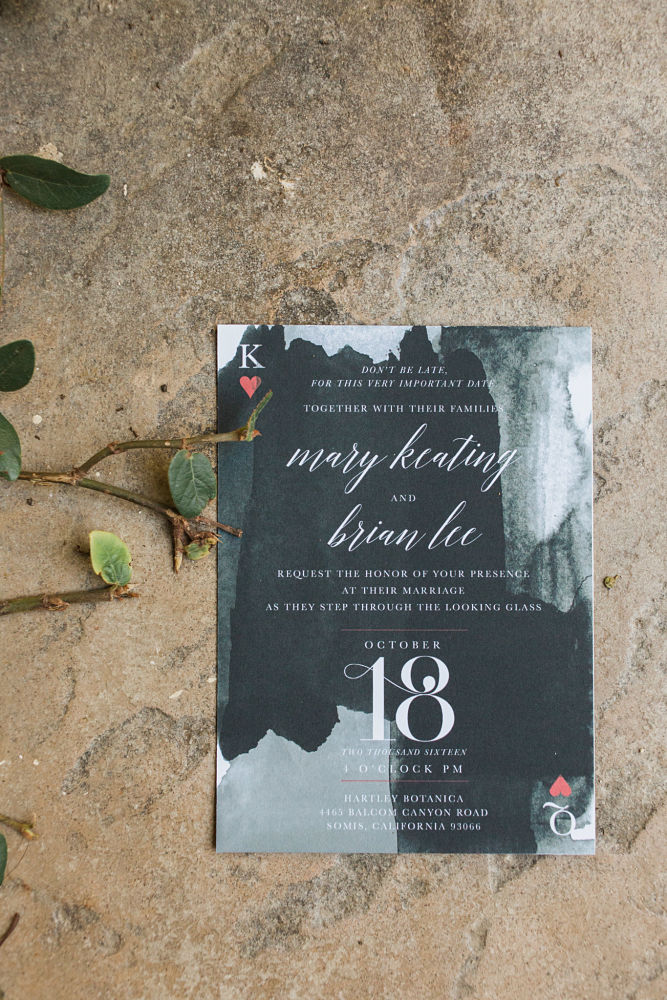 K
DON'T BE LATE,
FOR THIS VERY IMPORTANT DATE
TOGETHER WITH THEIR FAMILIES
mary keating
AND
brian lee
REQUEST THE HONOR OF YOUR PRESENCE
AT THEIR MARRIAGE
AS THEY STEP THROUGH THE LOOKING GLASS
OCTOBER
18
TWO THOUSAND SIXTEEN
4 O'CLOCK PM
HARTLEY BOTANICA
4465 BALCOM CANYON ROAD
SOMIS, CALIFORNIA 93066
Q